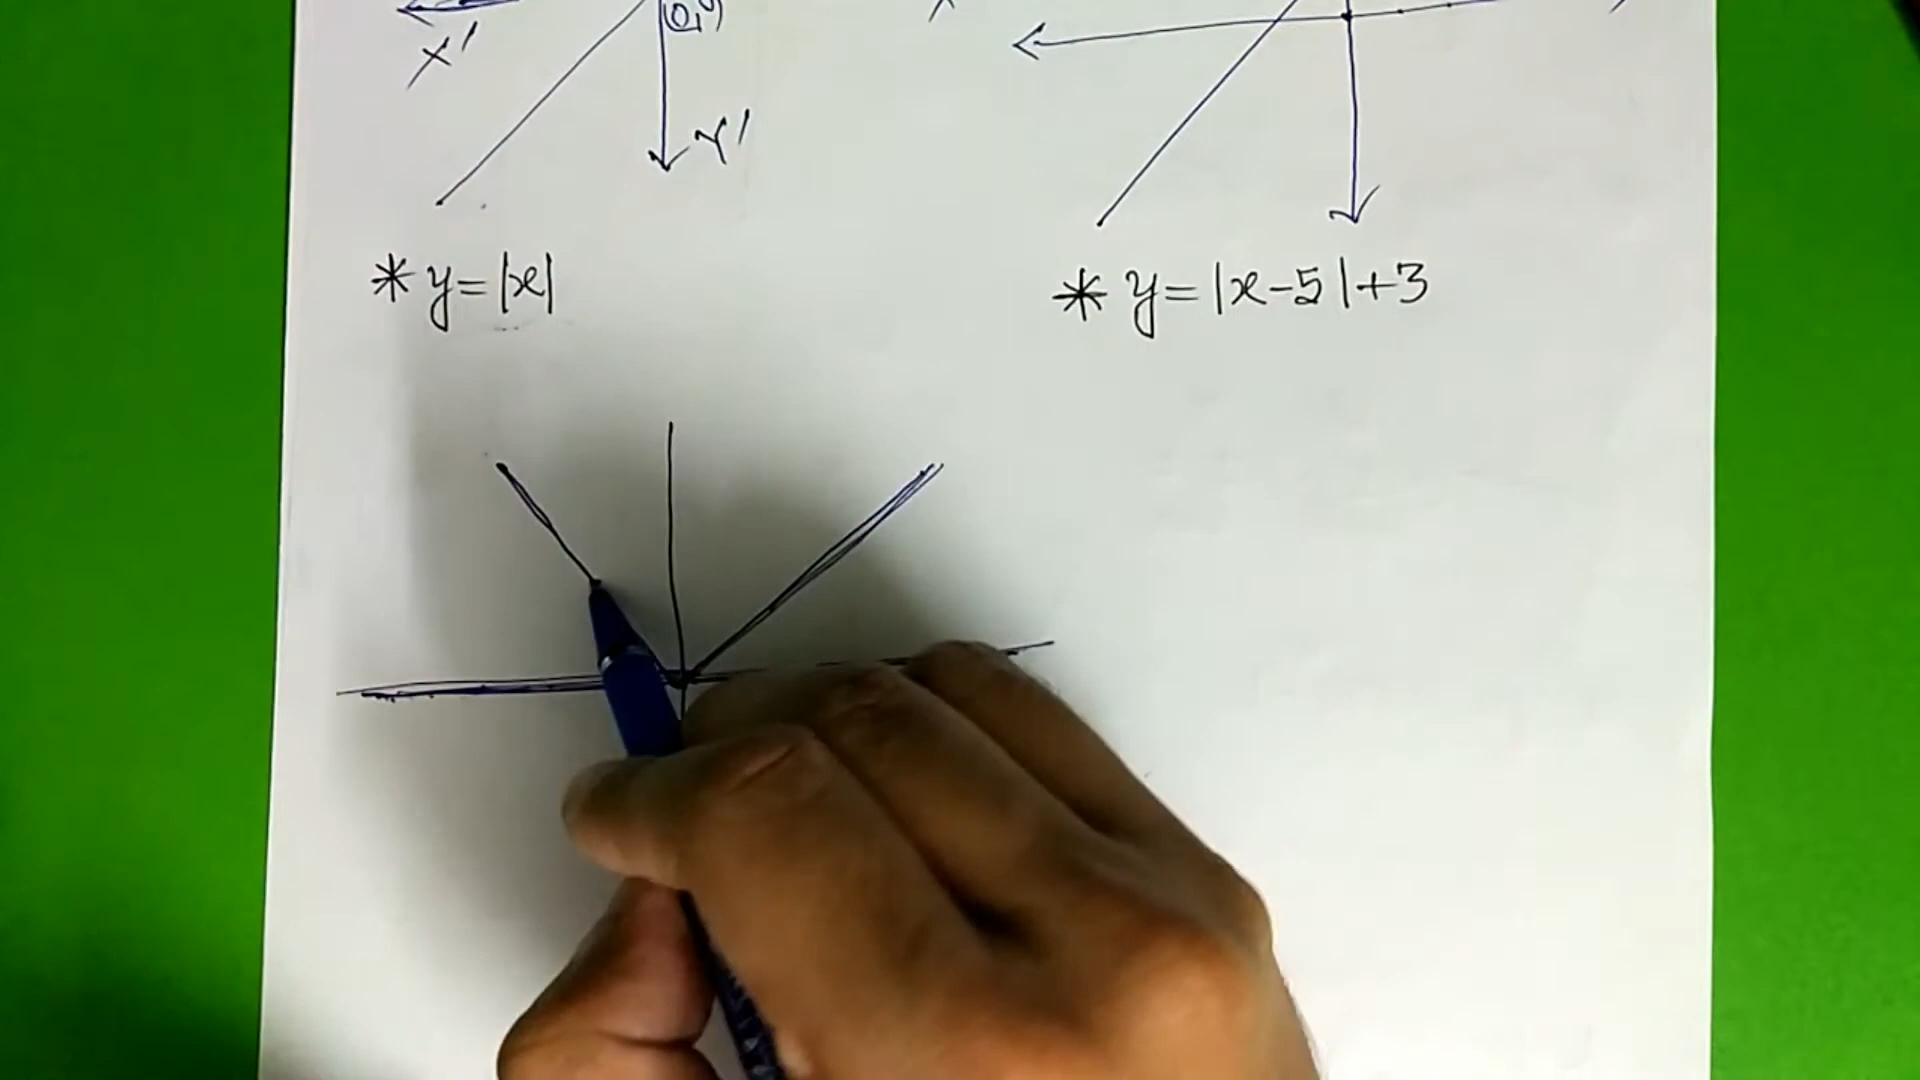 (0,0)
X'
Y'
* y=|x|
* y=|x-5|+3